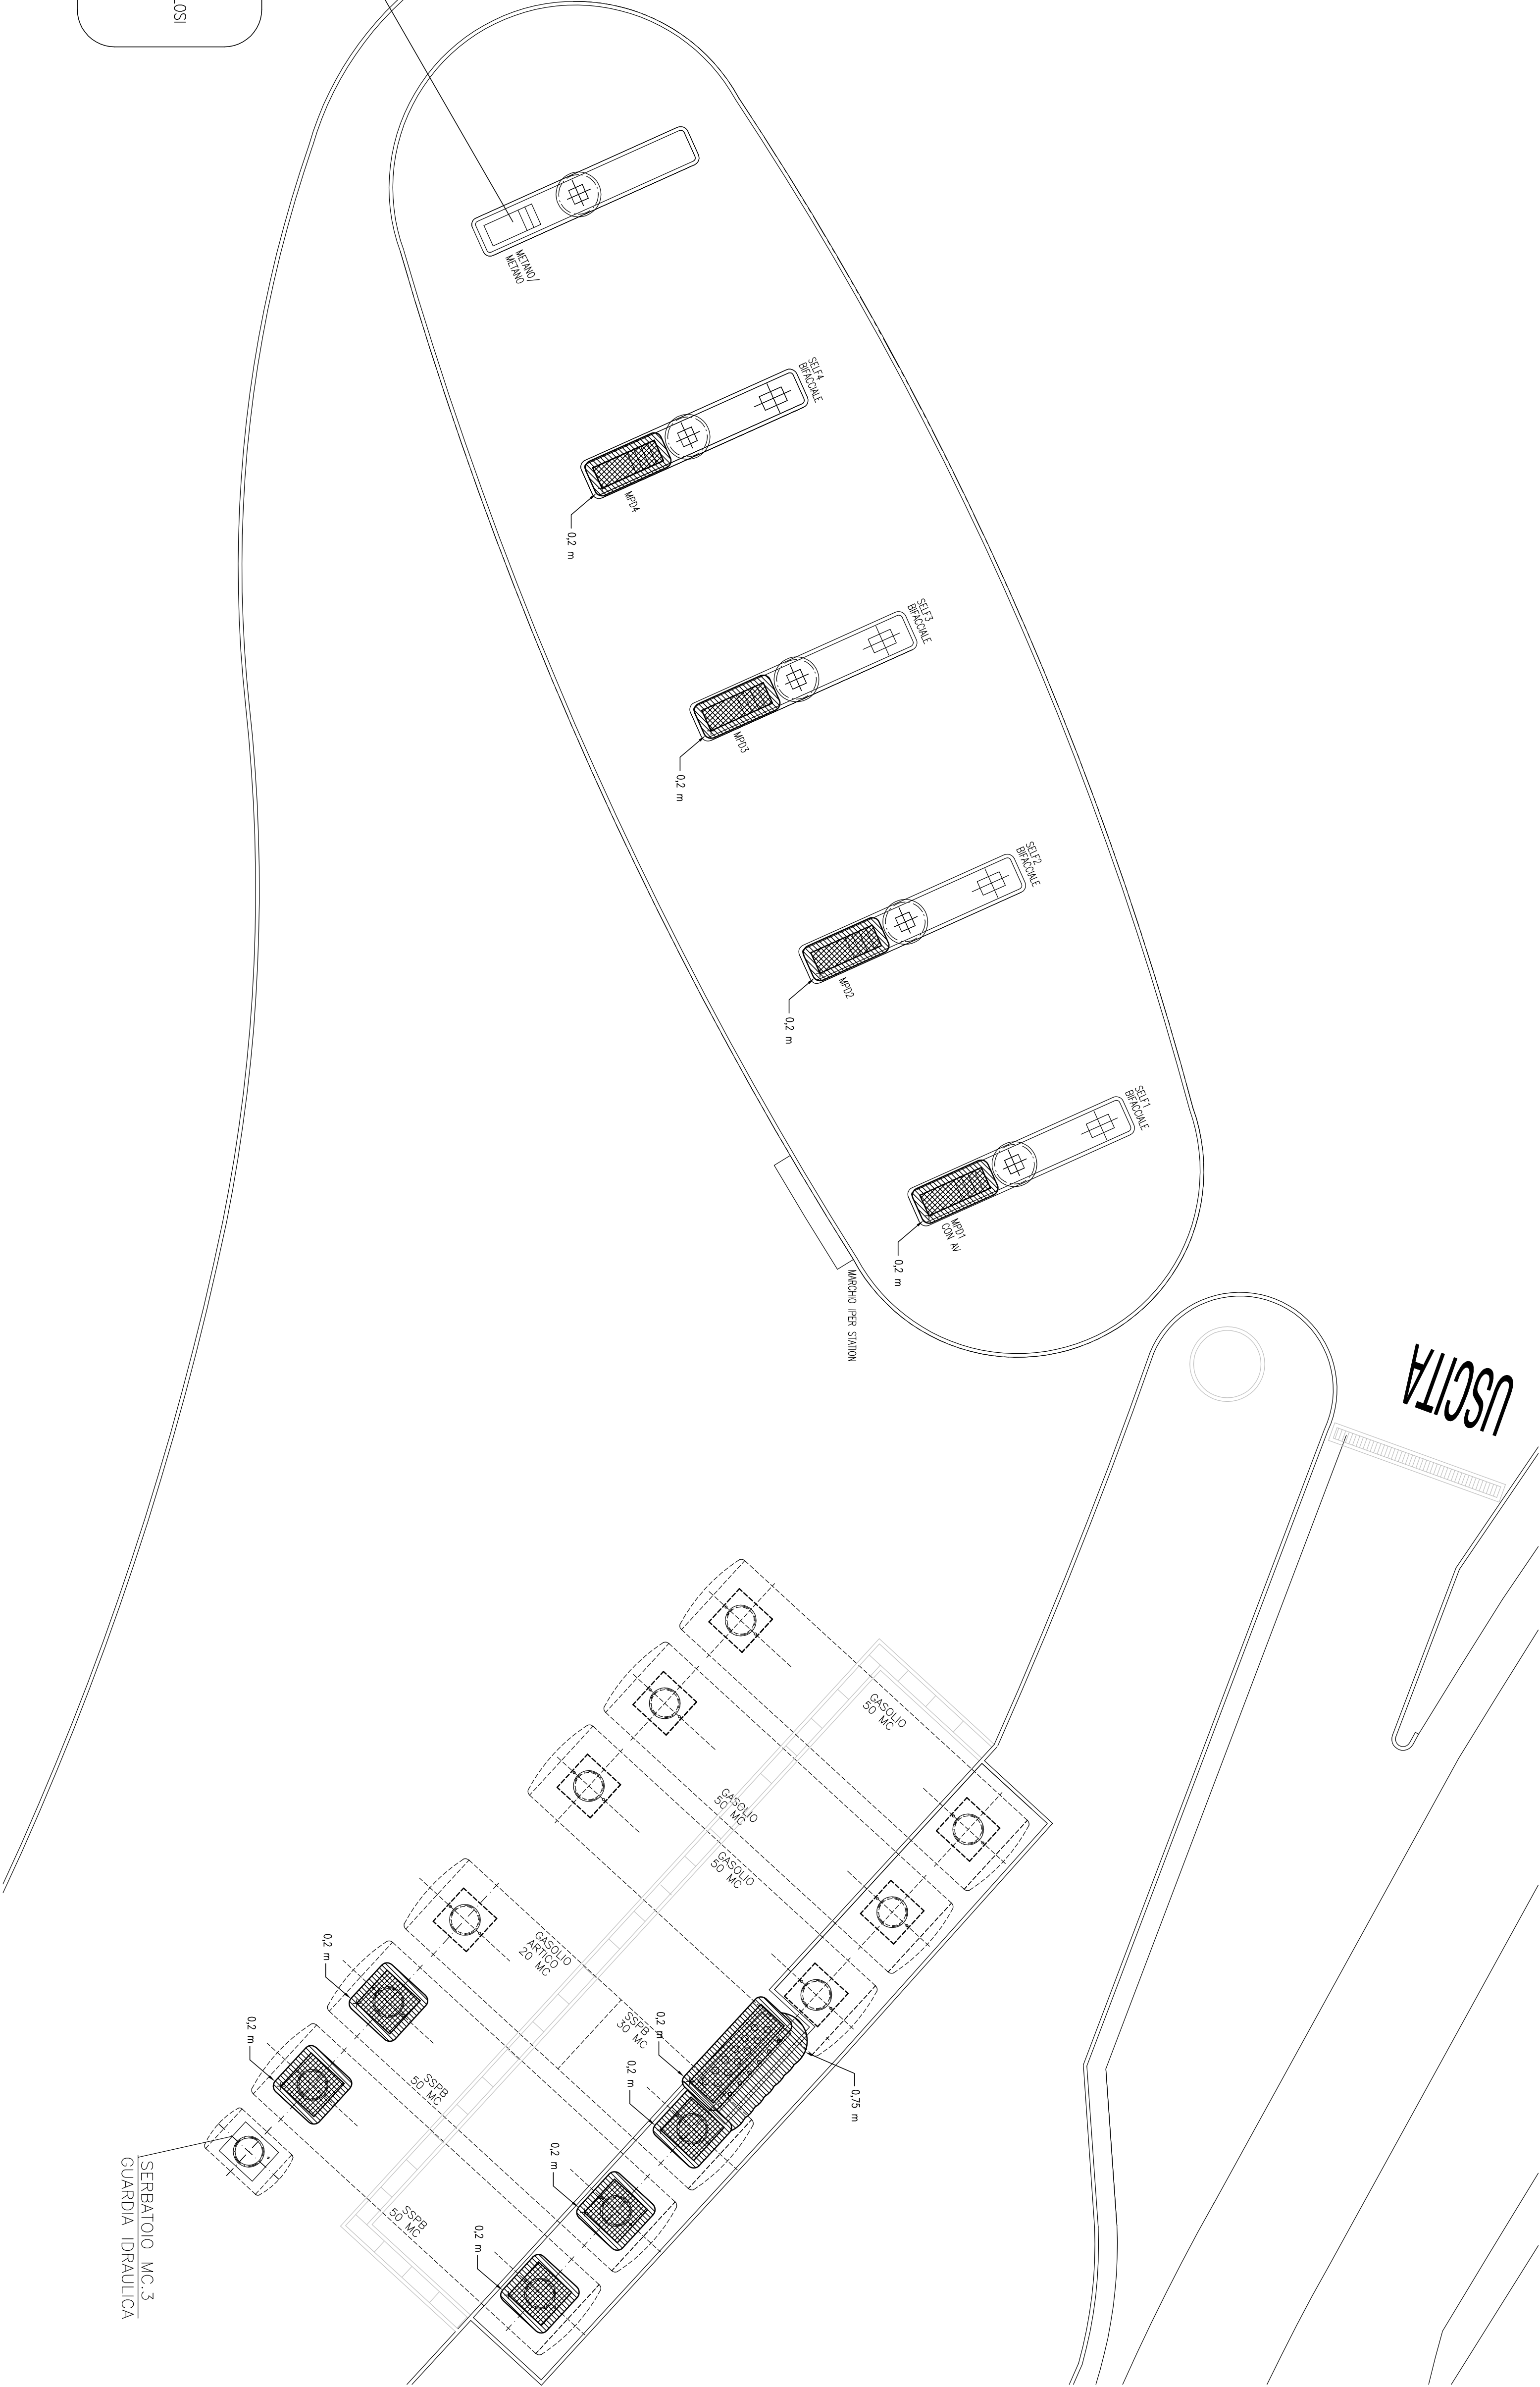 LOSI
METANO/
METANO
SELF4
BIFACCIALE
MPD4
0,2 m
SELF3
BIFACCIALE
MPD3
0,2 m
SELF2
BIFACCIALE
MPD2
0,2 m
SELF1
BIFACCIALE
MPD1
CON AV
0,2 m
MARCHIO IPER STATION
USCITA
GASOLIO
50 MC
GASOLIO
50 MC
GASOLIO
50 MC
GASOLIO
ARTICO
20 MC
SSPB
30 MC
SSPB
50 MC
SSPB
50 MC
0,2 m
0,2 m
0,2 m
0,2 m
0,75 m
0,2 m
0,2 m
SERBATOIO MC.3
GUARDIA IDRAULICA